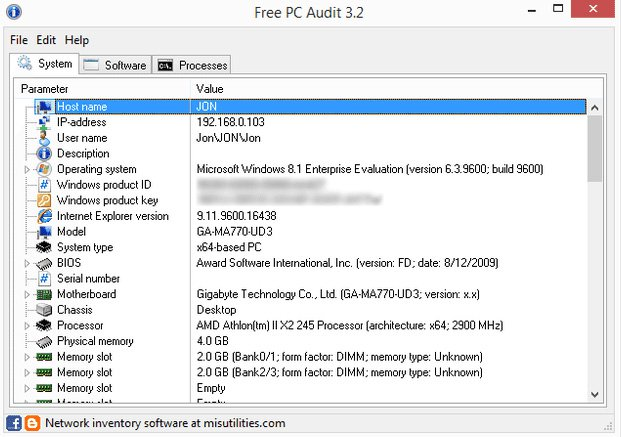 Free PC Audit 3.2
File Edit Help
System Software Processes
Parameter Value
Host name JON
IP-address 192.168.0.103
User name Jon\JON\Jon
Description
Operating system Microsoft Windows 8.1 Enterprise Evaluation (version 6.3.9600; build 9600)
Windows product ID
Windows product key
Internet Explorer version 9.11.9600.16438
Model GA-MA770-UD3
System type x64-based PC
BIOS Award Software International, Inc. (version: FD; date: 8/12/2009)
Serial number
Motherboard Gigabyte Technology Co., Ltd. (GA-MA770-UD3; version: x.x)
Chassis Desktop
Processor AMD Athlon(tm) II X2 245 Processor (architecture: x64; 2900 MHz)
Physical memory 4.0 GB
Memory slot 2.0 GB (Bank0/1; form factor: DIMM; memory type: Unknown)
Memory slot 2.0 GB (Bank2/3; form factor: DIMM; memory type: Unknown)
Memory slot Empty
Memory slot Empty
Network inventory software at misutilities.com